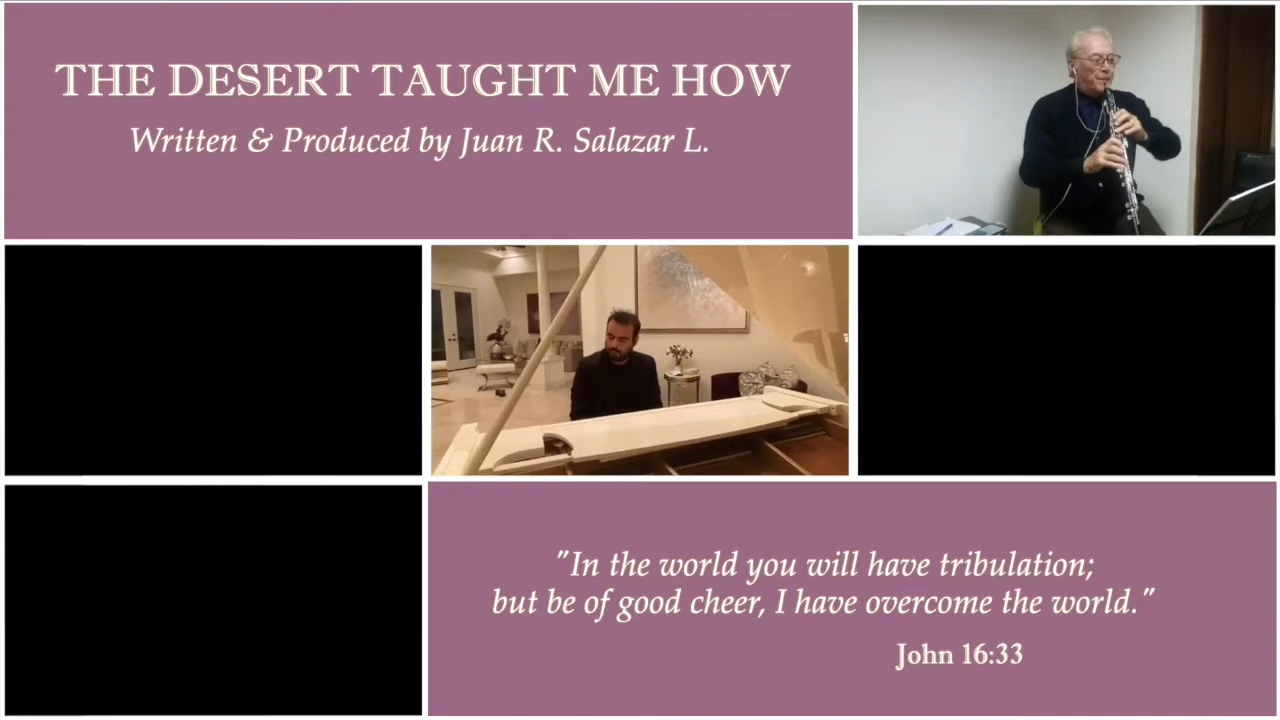 THE DESERT TAUGHT ME HOW
Written & Produced by Juan R. Salazar L.
"In the world you will have tribulation;
but be of good cheer, I have overcome the world."
John 16:33